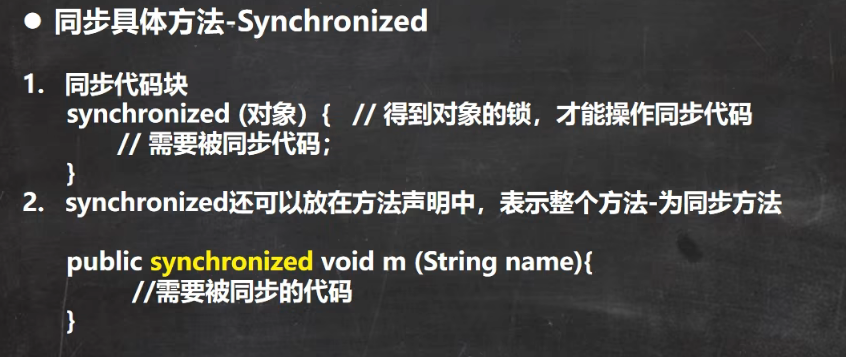 ● 同步具体方法-Synchronized
1. 同步代码块
synchronized (对象) { // 得到对象的锁，才能操作同步代码
// 需要被同步代码；
}
2. synchronized还可以放在方法声明中，表示整个方法-为同步方法
public synchronized void m (String name){
//需要被同步的代码
}